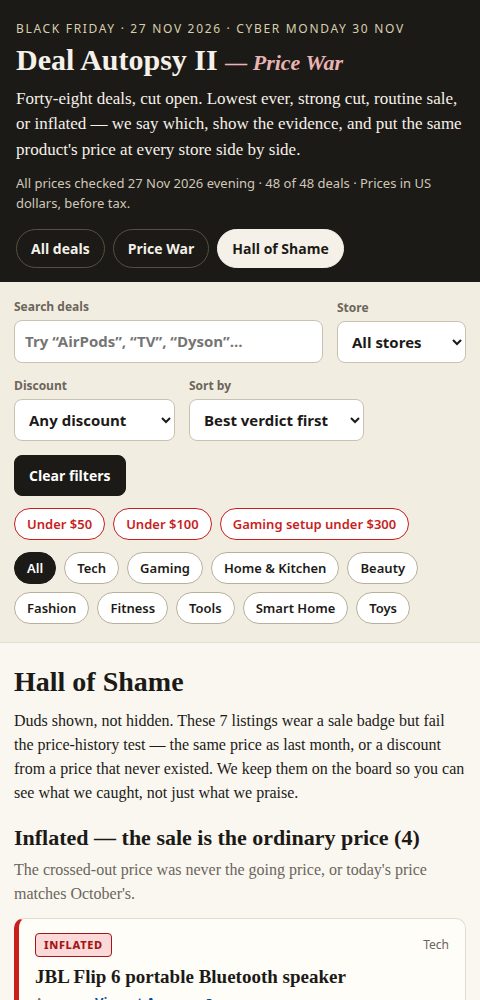 BLACK FRIDAY · 27 NOV 2026 · CYBER MONDAY 30 NOV
Deal Autopsy II — Price War
Forty-eight deals, cut open. Lowest ever, strong cut, routine sale,
or inflated — we say which, show the evidence, and put the same
product's price at every store side by side.
All prices checked 27 Nov 2026 evening · 48 of 48 deals · Prices in US
dollars, before tax.
All deals Price War Hall of Shame
Search deals Store
Try “AirPods”, “TV”, “Dyson”… All stores
Discount Sort by
Any discount Best verdict first
Clear filters
Under $50 Under $100 Gaming setup under $300
All Tech Gaming Home & Kitchen Beauty
Fashion Fitness Tools Smart Home Toys
Hall of Shame
Duds shown, not hidden. These 7 listings wear a sale badge but fail
the price-history test — the same price as last month, or a discount
from a price that never existed. We keep them on the board so you can
see what we caught, not just what we praise.
Inflated — the sale is the ordinary price (4)
The crossed-out price was never the going price, or today's price
matches October's.
INFLATED Tech
JBL Flip 6 portable Bluetooth speaker